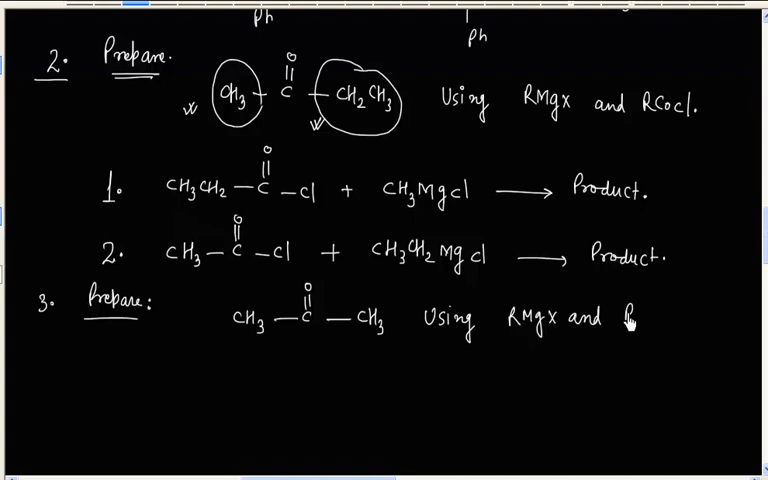 Ph
Ph
2. Prepare.
O
||
CH3 — C — CH2CH3 Using RMgx and RCocl.
O
||
1. CH3CH2 — C — Cl + CH3Mgcl ⟶ Product.
O
||
2. CH3 — C — Cl + CH3CH2Mgcl ⟶ Product.
3. Prepare:
O
||
CH3 — C — CH3 Using RMgx and